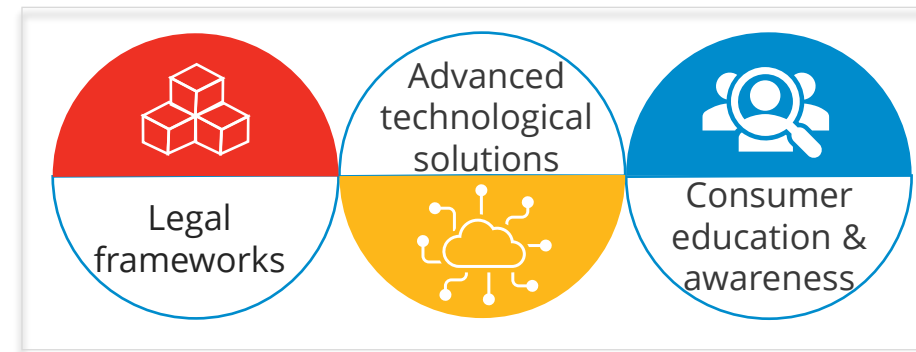 Legal
frameworks
Advanced
technological
solutions
Consumer
education &
awareness